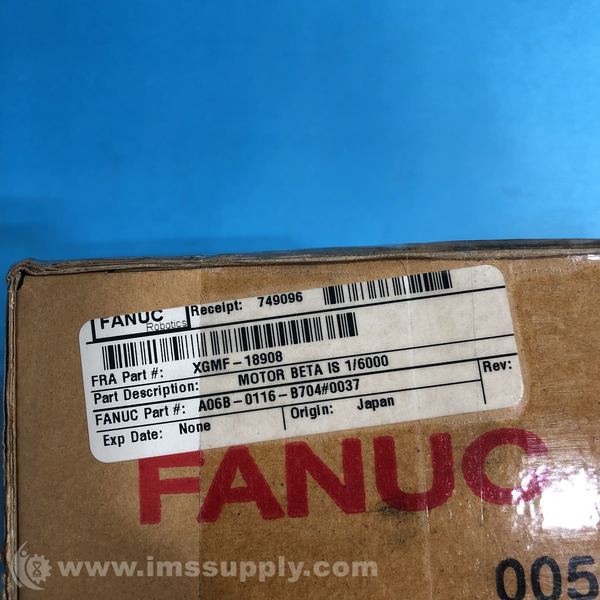 FANUC
Robotics
Receipt: 749096
FRA Part #: XGMF-18908
Part Description: MOTOR BETA IS 1/6000
Rev:
FANUC Part #: A06B-0116-B704#0037
Exp Date: None
Origin: Japan
FANUC
005
www.imssupply.com